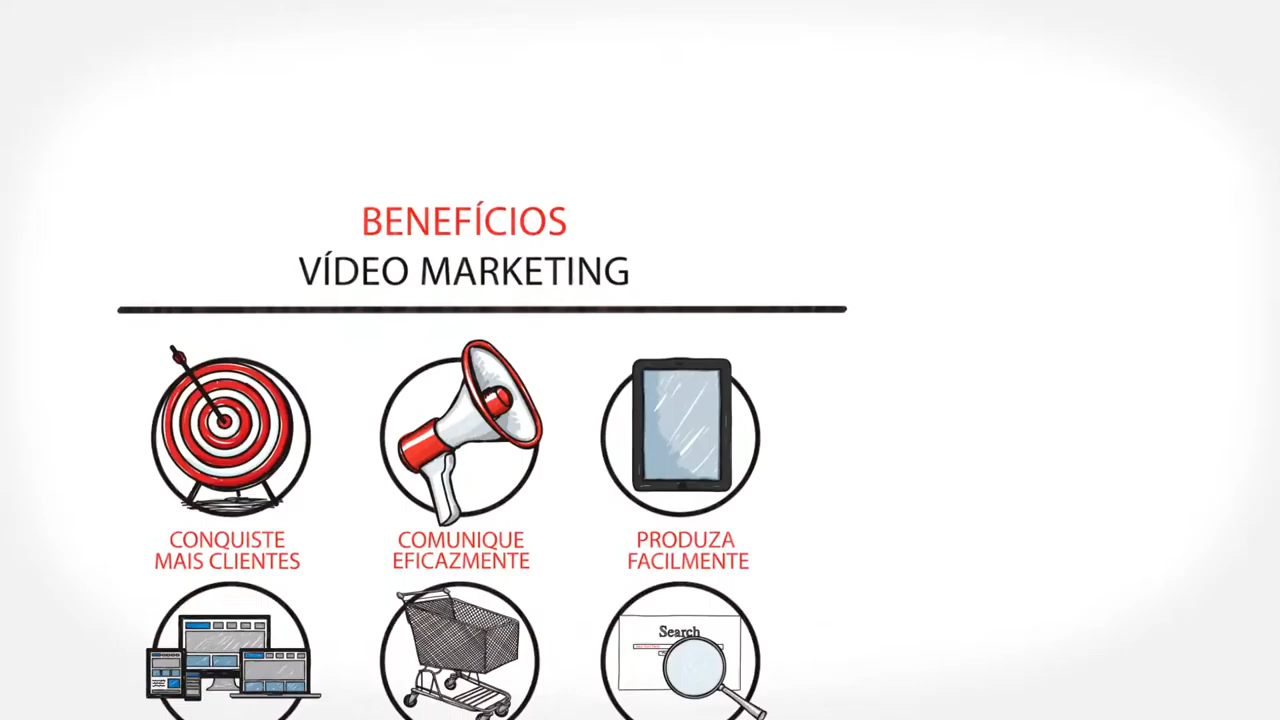 BENEFÍCIOS
VÍDEO MARKETING
CONQUISTE
MAIS CLIENTES
COMUNIQUE
EFICAZMENTE
PRODUZA
FACILMENTE
Search